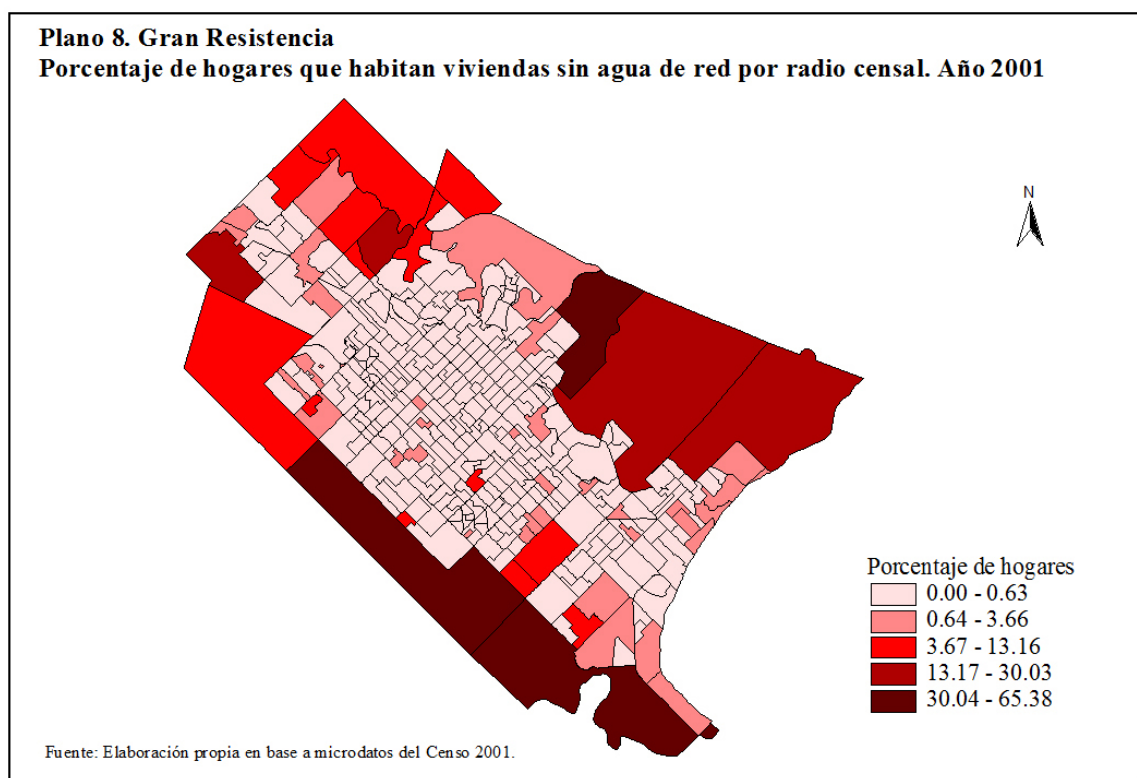 Plano 8. Gran Resistencia
Porcentaje de hogares que habitan viviendas sin agua de red por radio censal. Año 2001
N
Porcentaje de hogares
0.00 - 0.63
0.64 - 3.66
3.67 - 13.16
13.17 - 30.03
30.04 - 65.38
Fuente: Elaboración propia en base a microdatos del Censo 2001.